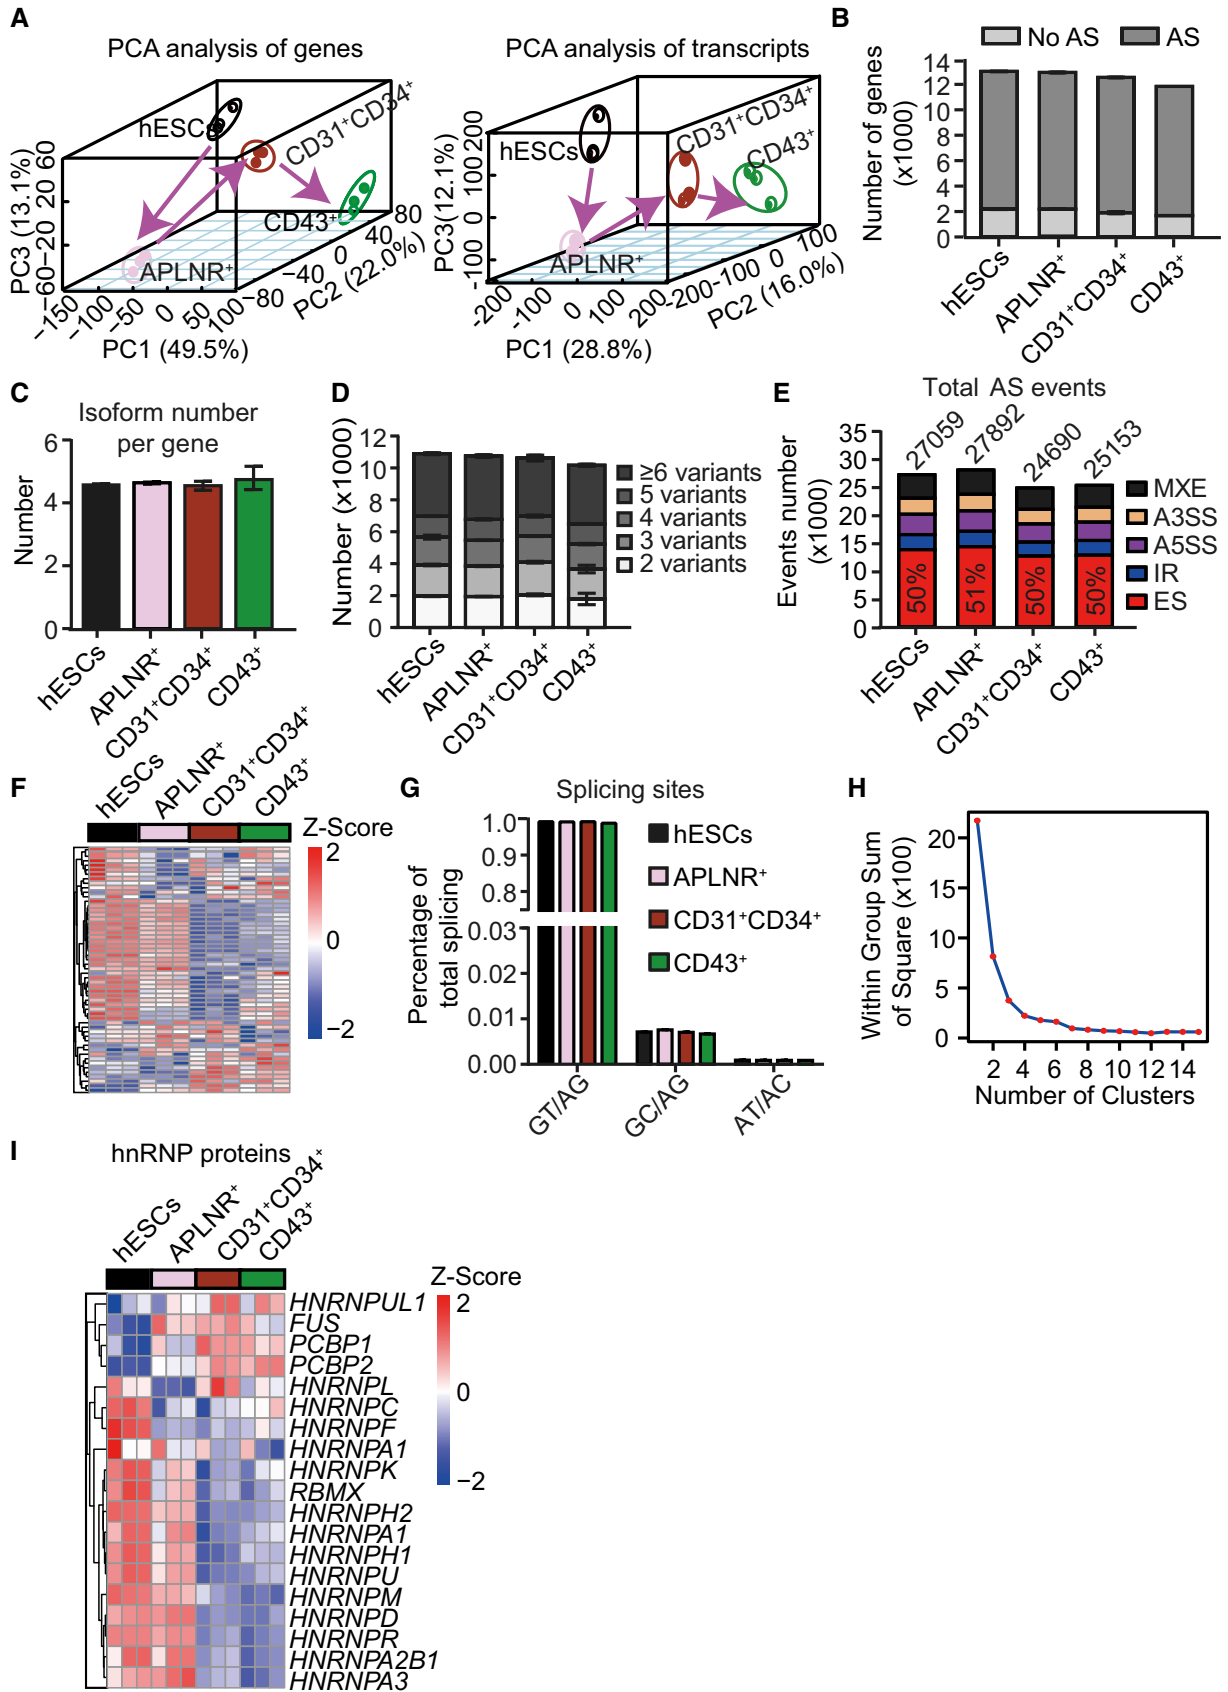 A
PCA analysis of genes
hESCs
CD31+CD34+
CD43+
APLNR+
PC3 (13.1%)
60
20
−20
−60
−150
−100
−50
0
50
100
PC1 (49.5%)
−80
−40
0
40
80
PC2 (22.0%)
PCA analysis of transcripts
hESCs
CD31+CD34+
CD43+
APLNR+
PC3(12.1%)
200
100
0
-100
-200
-100
0
100
200
PC1 (28.8%)
-200
-100
0
100
PC2 (16.0%)
B
No AS
AS
Number of genes
(x1000)
14
12
10
8
6
4
2
0
hESCs
APLNR+
CD31+CD34+
CD43+
C
Isoform number
per gene
Number
6
4
2
0
hESCs
APLNR+
CD31+CD34+
CD43+
D
Number (x1000)
12
10
8
6
4
2
0
≥6 variants
5 variants
4 variants
3 variants
2 variants
hESCs
APLNR+
CD31+CD34+
CD43+
E
Total AS events
27059
27892
24690
25153
Events number
(x1000)
35
30
25
20
15
10
5
0
50%
51%
50%
50%
MXE
A3SS
A5SS
IR
ES
hESCs
APLNR+
CD31+CD34+
CD43+
F
hESCs
APLNR+
CD31+CD34+
CD43+
Z-Score
2
0
−2
G
Splicing sites
Percentage of
total splicing
1.0
0.9
0.8
0.03
0.02
0.01
0.00
hESCs
APLNR+
CD31+CD34+
CD43+
GT/AG
GC/AG
AT/AC
H
Within Group Sum
of Square (x100)
20
15
10
5
0
2 4 6 8 10 12 14
Number of Clusters
I
hnRNP proteins
hESCs
APLNR+
CD31+CD34+
CD43+
Z-Score
2
0
−2
HNRNPUL1
FUS
PCBP1
PCBP2
HNRNPL
HNRNPC
HNRNPF
HNRNPA1
HNRNPK
RBMX
HNRNPH2
HNRNPA1
HNRNPH1
HNRNPU
HNRNPM
HNRNPD
HNRNPR
HNRNPA2B1
HNRNPA3